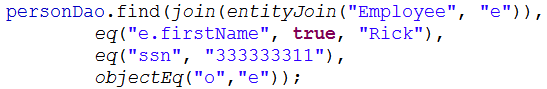 personDao.find(join(entityJoin("Employee", "e")),
eq("e.firstName", true, "Rick"),
eq("ssn", "333333311"),
objectEq("o","e"));